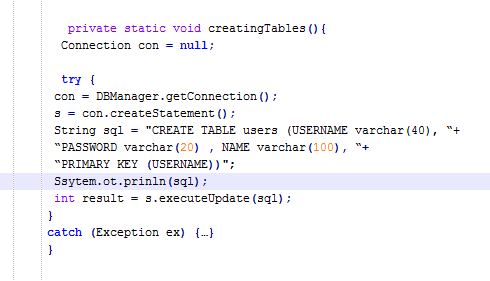 private static void creatingTables(){
Connection con = null;
try {
con = DBManager.getConnection();
s = con.createStatement();
String sql = "CREATE TABLE users (USERNAME varchar(40), “+
“PASSWORD varchar(20) , NAME varchar(100), “+
“PRIMARY KEY (USERNAME))";
Ssytem.ot.prinln(sql);
int result = s.executeUpdate(sql);
}
catch (Exception ex) {…}
}